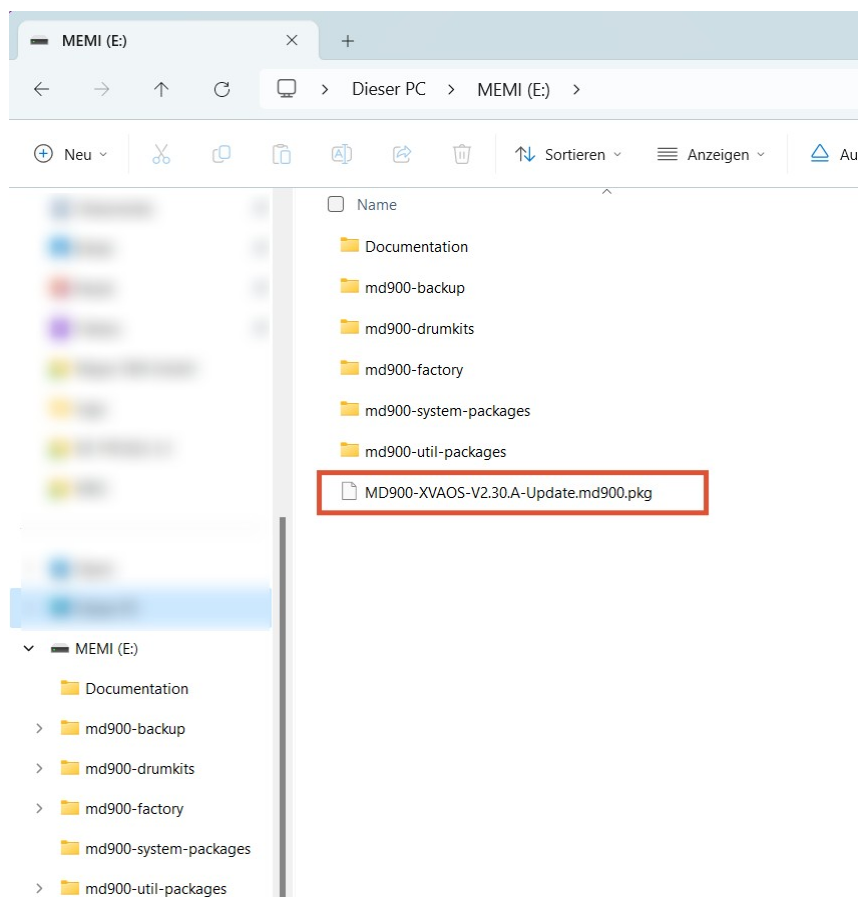 MEMI (E:)
Dieser PC > MEMI (E:) >
Neu
Sortieren
Anzeigen
Au
Name
Documentation
md900-backup
md900-drumkits
md900-factory
md900-system-packages
md900-util-packages
MD900-XVAOS-V2.30.A-Update.md900.pkg
MEMI (E:)
Documentation
md900-backup
md900-drumkits
md900-factory
md900-system-packages
md900-util-packages